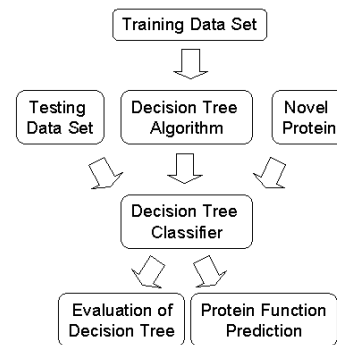 Training Data Set
Testing
Data Set
Decision Tree
Algorithm
Novel
Protein
Decision Tree
Classifier
Evaluation of
Decision Tree
Protein Function
Prediction